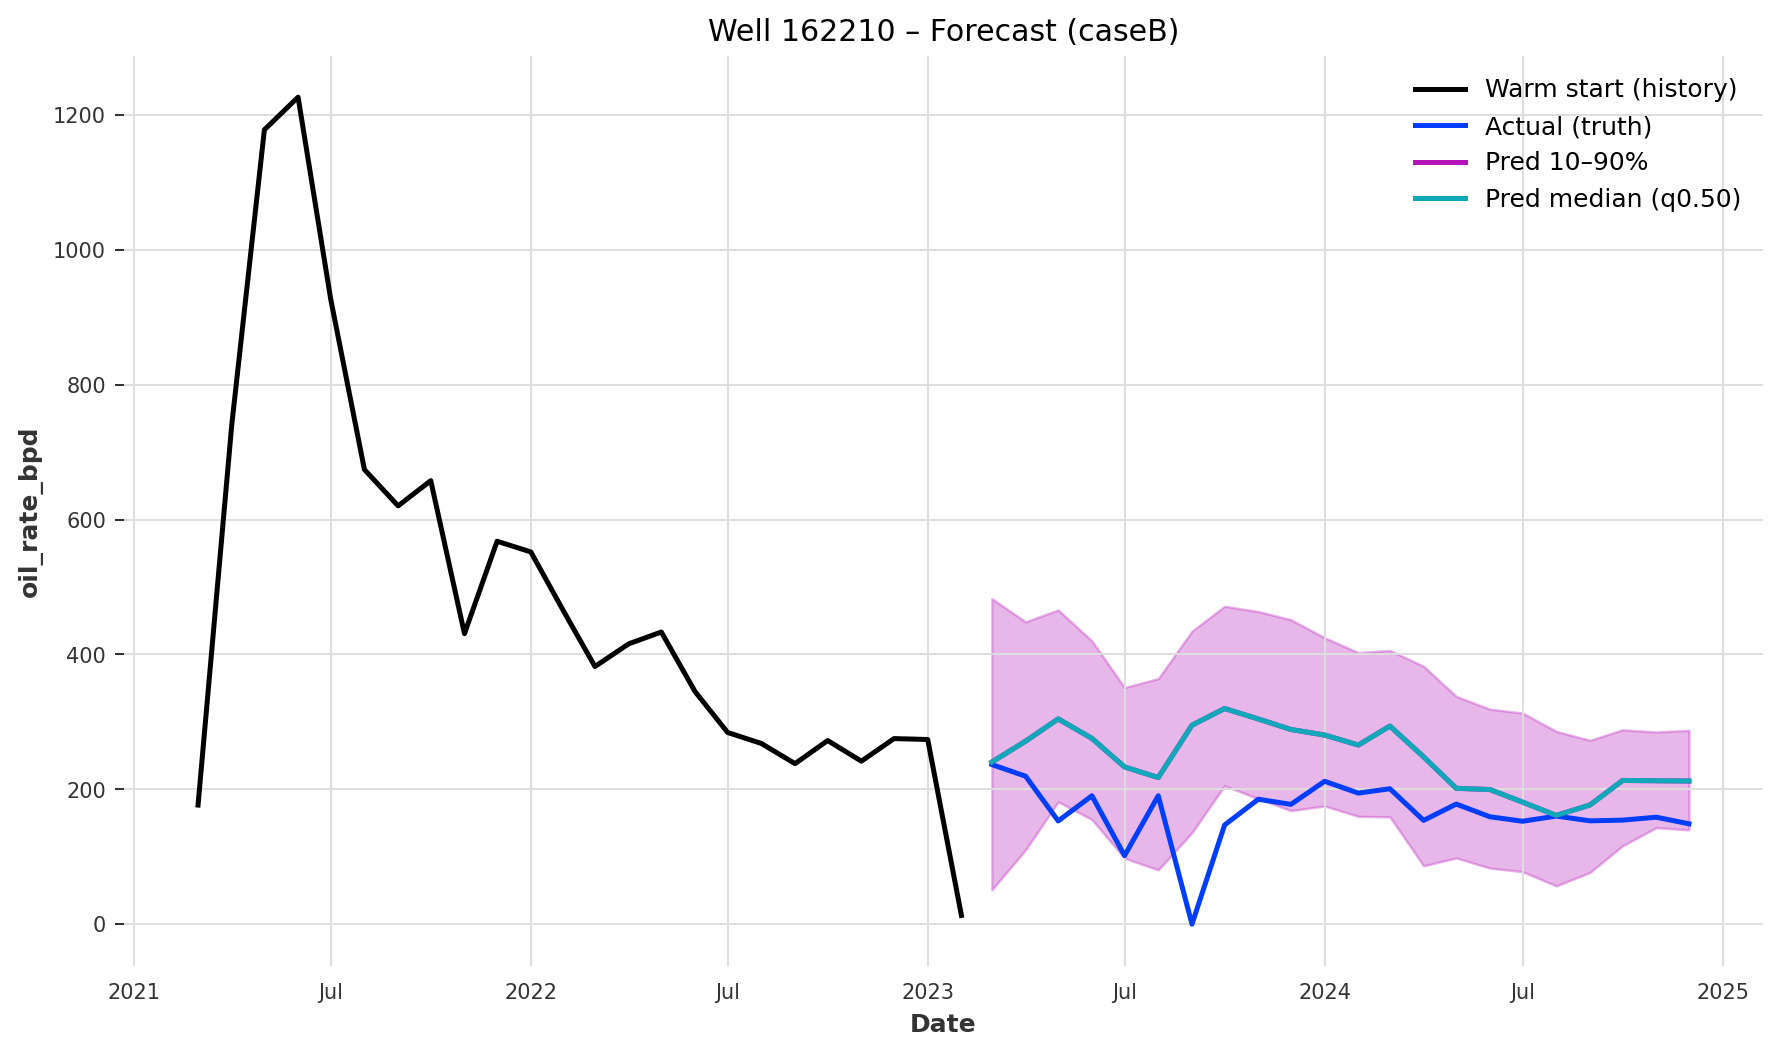 Well 162210 – Forecast (caseB)
Warm start (history)
Actual (truth)
Pred 10–90%
Pred median (q0.50)
oil_rate_bpd
1200
1000
800
600
400
200
0
2021
Jul
2022
Jul
2023
Jul
2024
Jul
2025
Date